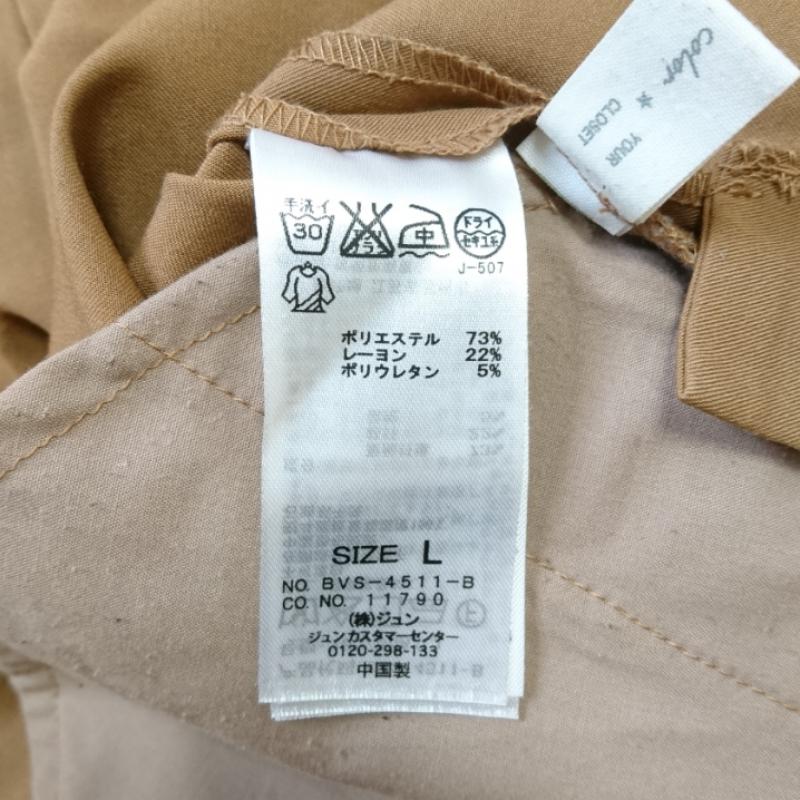 color ★ YOUR
CLOSET
手洗イ
30
中
ドライ
セキユ系
J-507
ポリエステル 73%
レーヨン 22%
ポリウレタン 5%
SIZE L
NO. BVS-4511-B
CO. NO. 11790
(株)ジュン
ジュンカスタマーセンター
0120-298-133
中国製